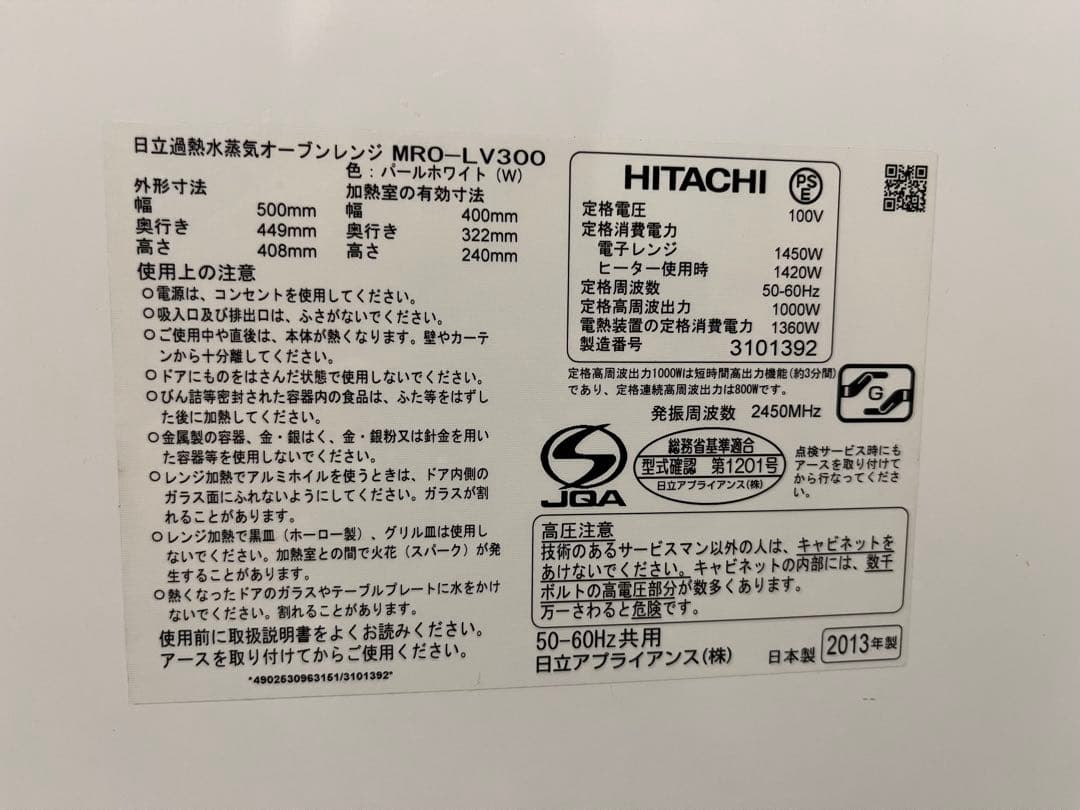 日立過熱水蒸気オーブンレンジ MRO-LV300
色：パールホワイト（W）
外形寸法
幅 500mm
奥行き 449mm
高さ 408mm
加熱室の有効寸法
幅 400mm
奥行き 322mm
高さ 240mm
使用上の注意
○電源は、コンセントを使用してください。
○吸入口及び排出口は、ふさがないでください。
○ご使用中や直後は、本体が熱くなります。壁やカーテ
ンから十分離してください。
○ドアにものをはさんだ状態で使用しないでください。
○びん詰等密封された容器内の食品は、ふた等をはずし
た後に加熱してください。
○金属製の容器、金・銀はく、金・銀粉又は針金を用い
た容器等を使用しないでください。
○レンジ加熱でアルミホイルを使うときは、ドア内側の
ガラス面にふれないようにしてください。ガラスが割
れることがあります。
○レンジ加熱で黒皿（ホーロー製）、グリル皿は使用し
ないでください。加熱室との間で火花（スパーク）が発
生することがあります。
○熱くなったドアのガラスやテーブルプレートに水をかけ
ないでください。割れることがあります。
使用前に取扱説明書をよくお読みください。
アースを取り付けてからご使用ください。
*4902530963151/3101392*
HITACHI
PSE
定格電圧 100V
定格消費電力
電子レンジ 1450W
ヒーター使用時 1420W
定格周波数 50-60Hz
定格高周波出力 1000W
電熱装置の定格消費電力 1360W
製造番号 3101392
定格高周波出力1000Wは短時間高出力機能（約3分間）
であり、定格連続高周波出力は800Wです。
発振周波数 2450MHz
G
JQA
総務省基準適合
型式確認 第1201号
日立アプライアンス(株)
点検サービス時にも
アースを取り付けて
から行なってくださ
い。
高圧注意
技術のあるサービスマン以外の人は、キャビネットを
あけないでください。キャビネットの内部には、数千
ボルトの高電圧部分が数多くあります。
万一さわると危険です。
50-60Hz共用
日立アプライアンス(株)
日本製
2013年製